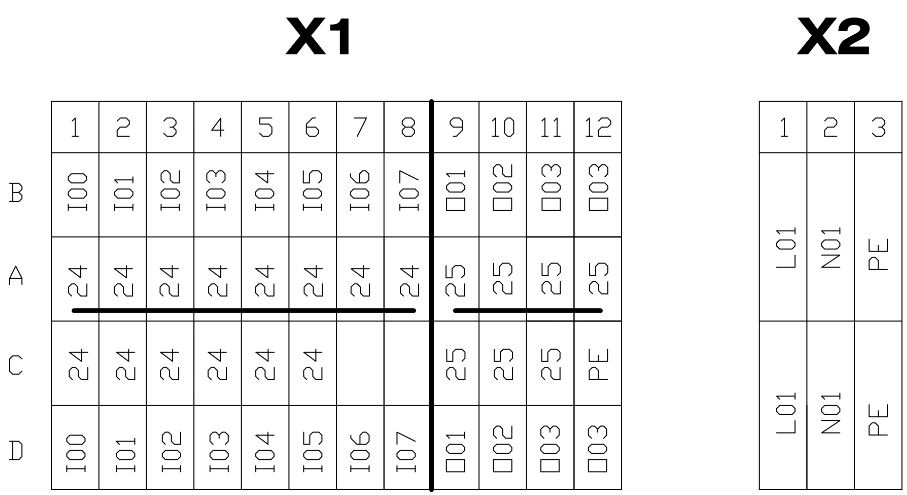 X1 X2
1 2 3 4 5 6 7 8 9 10 11 12 1 2 3
B I00 I01 I02 I03 I04 I05 I06 I07 O01 O02 O03 O03 L01 N01 PE
A 24 24 24 24 24 24 24 24 25 25 25 25
C 24 24 24 24 24 24 25 25 25 PE L01 N01 PE
D I00 I01 I02 I03 I04 I05 I06 I07 O01 O02 O03 O03